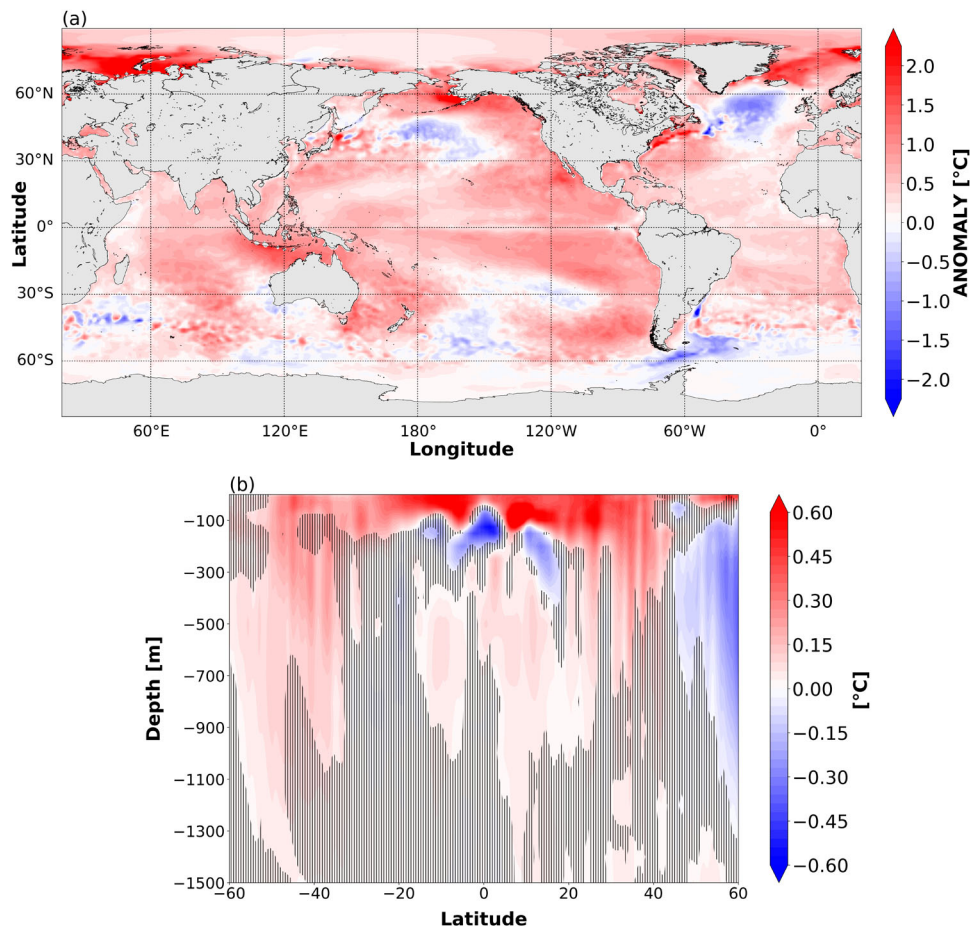 (a)
60°N
30°N
0°
30°S
60°S
Latitude
60°E
120°E
180°
120°W
60°W
0°
Longitude
2.0
1.5
1.0
0.5
0.0
−0.5
−1.0
−1.5
−2.0
ANOMALY [°C]
(b)
−100
−300
−500
−700
−900
−1100
−1300
−1500
Depth [m]
−60
−40
−20
0
20
40
60
Latitude
0.60
0.45
0.30
0.15
0.00
−0.15
−0.30
−0.45
−0.60
[°C]